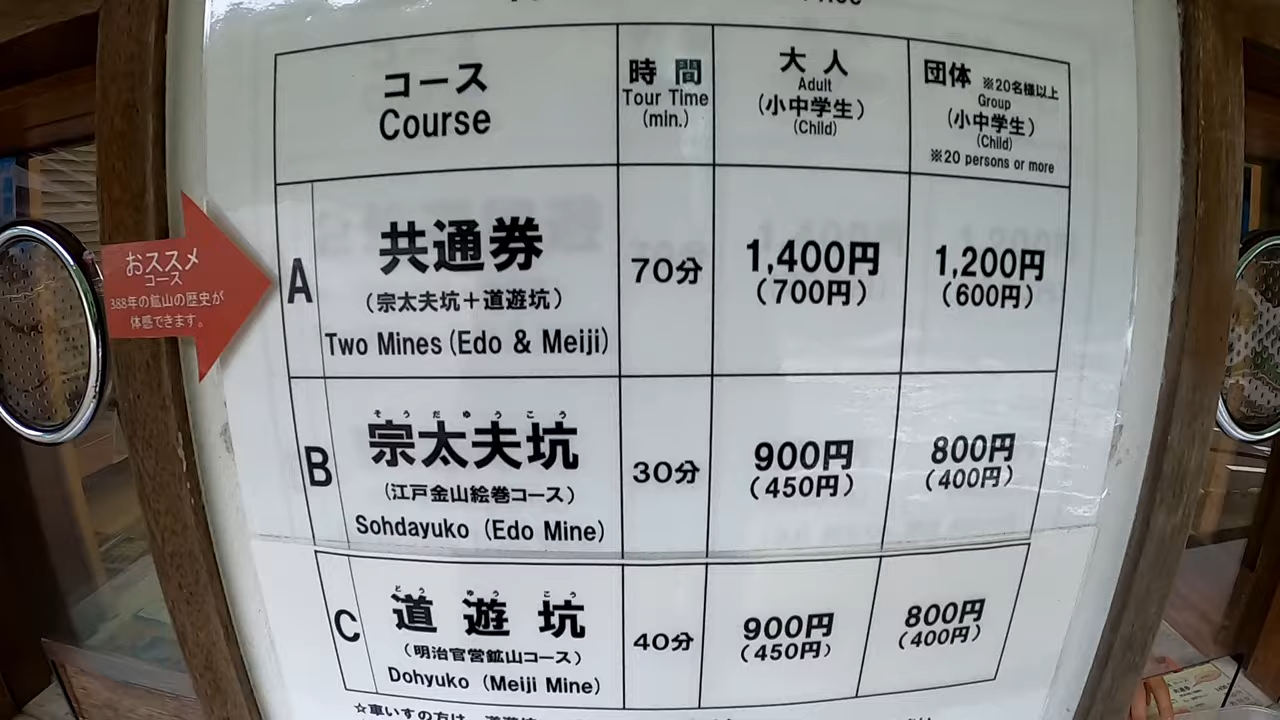 コース
Course
時間
Tour Time
(min.)
大人
Adult
(小中学生)
(Child)
団体 ※20名様以上
Group
(小中学生)
(Child)
※20 persons or more
おススメ
コース
388年の鉱山の歴史が
体感できます。
A
共通券
(宗太夫坑+道遊坑)
Two Mines (Edo & Meiji)
70分
1,400円
(700円)
1,200円
(600円)
B
そうだゆうこう
宗太夫坑
(江戸金山絵巻コース)
Sohdayuko (Edo Mine)
30分
900円
(450円)
800円
(400円)
C
どうゆうこう
道遊坑
(明治官営鉱山コース)
Dohyuko (Meiji Mine)
40分
900円
(450円)
800円
(400円)
☆車いすの方は、道遊坑